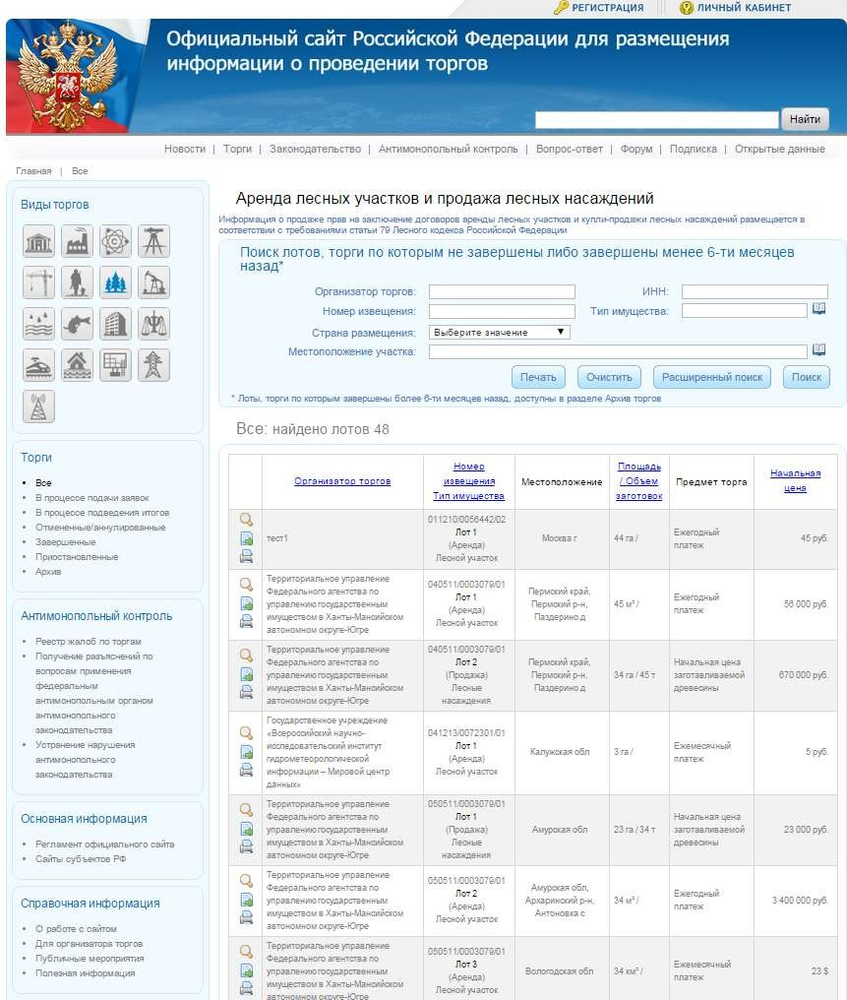 РЕГИСТРАЦИЯ
ЛИЧНЫЙ КАБИНЕТ
Официальный сайт Российской Федерации для размещения
информации о проведении торгов
Найти
Новости | Торги | Законодательство | Антимонопольный контроль | Вопрос-ответ | Форум | Подписка | Открытые данные
Главная | Все
Виды торгов
Торги
Все
В процессе подачи заявок
В процессе подведения итогов
Отмененные/аннулированные
Завершенные
Приостановленные
Архив
Антимонопольный контроль
Реестр жалоб по торгам
Получение разъяснений по
вопросам применения
федеральным
антимонопольным органом
антимонопольного
законодательства
Устранение нарушения
антимонопольного
законодательства
Основная информация
Регламент официального сайта
Сайты субъектов РФ
Справочная информация
О работе с сайтом
Для организатора торгов
Публичные мероприятия
Полезная информация
Аренда лесных участков и продажа лесных насаждений
Информация о продаже прав на заключение договоров аренды лесных участков и купли-продажи лесных насаждений размещается в
соответствии с требованиями статьи 79 Лесного кодекса Российской Федерации
Поиск лотов, торги по которым не завершены либо завершены менее 6-ти месяцев
назад*
Организатор торгов:
ИНН:
Номер извещения:
Тип имущества:
Страна размещения:
Выберите значение
Местоположение участка:
Печать
Очистить
Расширенный поиск
Поиск
* Лоты, торги по которым завершены более 6-ти месяцев назад, доступны в разделе Архив торгов
Все: найдено лотов 48
Организатор торгов
Номер
извещения
Тип имущества
Местоположение
Площадь
/ Объем
заготовок
Предмет торга
Начальная
цена
тест1
011210/0056442/02
Лот 1
(Аренда)
Лесной участок
Москва г
44 га /
Ежегодный
платеж
45 руб.
Территориальное управление
Федерального агентства по
управлению государственным
имуществом в Ханты-Мансийском
автономном округе-Югре
040511/0003079/01
Лот 1
(Аренда)
Лесной участок
Пермский край,
Пермский р-н,
Паздерино д
45 м² /
Ежегодный
платеж
56 000 руб.
Территориальное управление
Федерального агентства по
управлению государственным
имуществом в Ханты-Мансийском
автономном округе-Югре
040511/0003079/01
Лот 2
(Продажа)
Лесные
насаждения
Пермский край,
Пермский р-н,
Паздерино д
34 га / 45 т
Начальная цена
заготавливаемой
древесины
670 000 руб.
Государственное учреждение
«Всероссийский научно-
исследовательский институт
гидрометеорологической
информации – Мировой центр
данных»
041213/0072301/01
Лот 1
(Аренда)
Лесной участок
Калужская обл
3 га /
Ежемесячный
платеж
5 руб.
Территориальное управление
Федерального агентства по
управлению государственным
имуществом в Ханты-Мансийском
автономном округе-Югре
050511/0003079/01
Лот 1
(Продажа)
Лесные
насаждения
Амурская обл
23 га / 34 т
Начальная цена
заготавливаемой
древесины
23 000 руб.
Территориальное управление
Федерального агентства по
управлению государственным
имуществом в Ханты-Мансийском
автономном округе-Югре
050511/0003079/01
Лот 2
(Аренда)
Лесной участок
Амурская обл,
Архаринский р-н,
Антоновка с
34 м² /
Ежегодный
платеж
3 400 000 руб.
Территориальное управление
Федерального агентства по
управлению государственным
имуществом в Ханты-Мансийском
автономном округе-Югре
050511/0003079/01
Лот 3
(Аренда)
Лесной участок
Вологодская обл
34 км² /
Ежемесячный
платеж
23 $